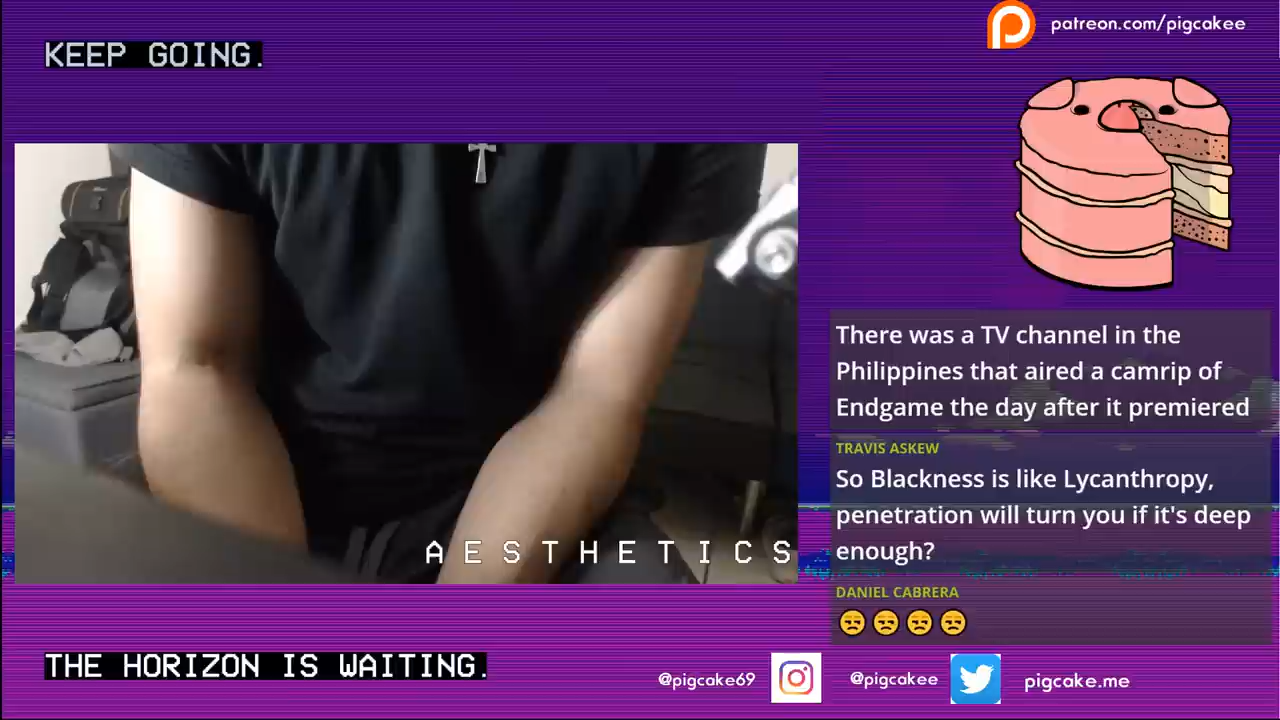 KEEP GOING.
patreon.com/pigcakee
There was a TV channel in the
Philippines that aired a camrip of
Endgame the day after it premiered
TRAVIS ASKEW
So Blackness is like Lycanthropy,
penetration will turn you if it's deep
enough?
DANIEL CABRERA
AESTHETICS
THE HORIZON IS WAITING.
@pigcake69
@pigcakee
pigcake.me